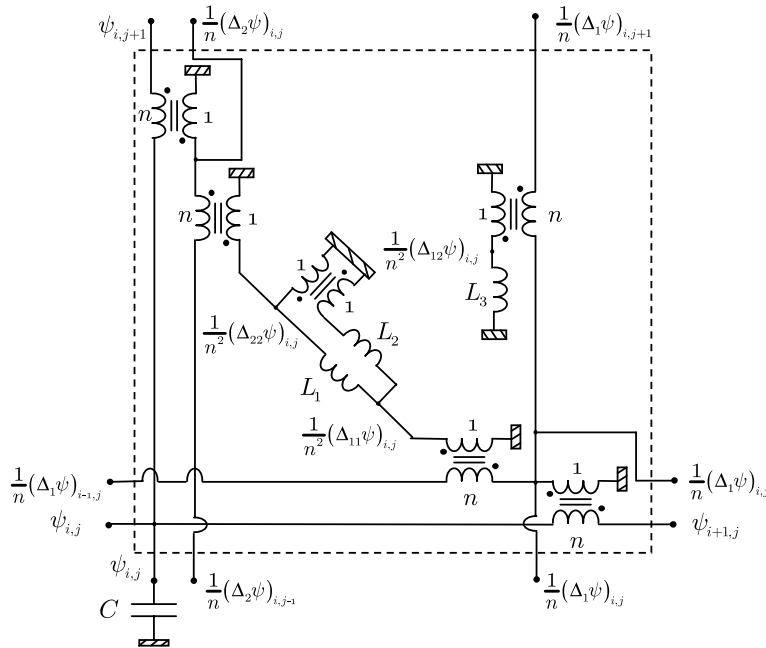 ψ_{i,j+1}
1/n (Δ₂ψ)_{i,j}
1/n (Δ₁ψ)_{i,j+1}
n
1
n
1
1
n
1
1
1/n² (Δ₁₂ψ)_{i,j}
L₃
1/n² (Δ₂₂ψ)_{i,j}
L₂
L₁
1/n² (Δ₁₁ψ)_{i,j}
1
1
1/n (Δ₁ψ)_{i-1,j}
n
1/n (Δ₁ψ)_{i,j}
ψ_{i,j}
n
ψ_{i+1,j}
ψ_{i,j}
1/n (Δ₂ψ)_{i,j-1}
1/n (Δ₁ψ)_{i,j}
C